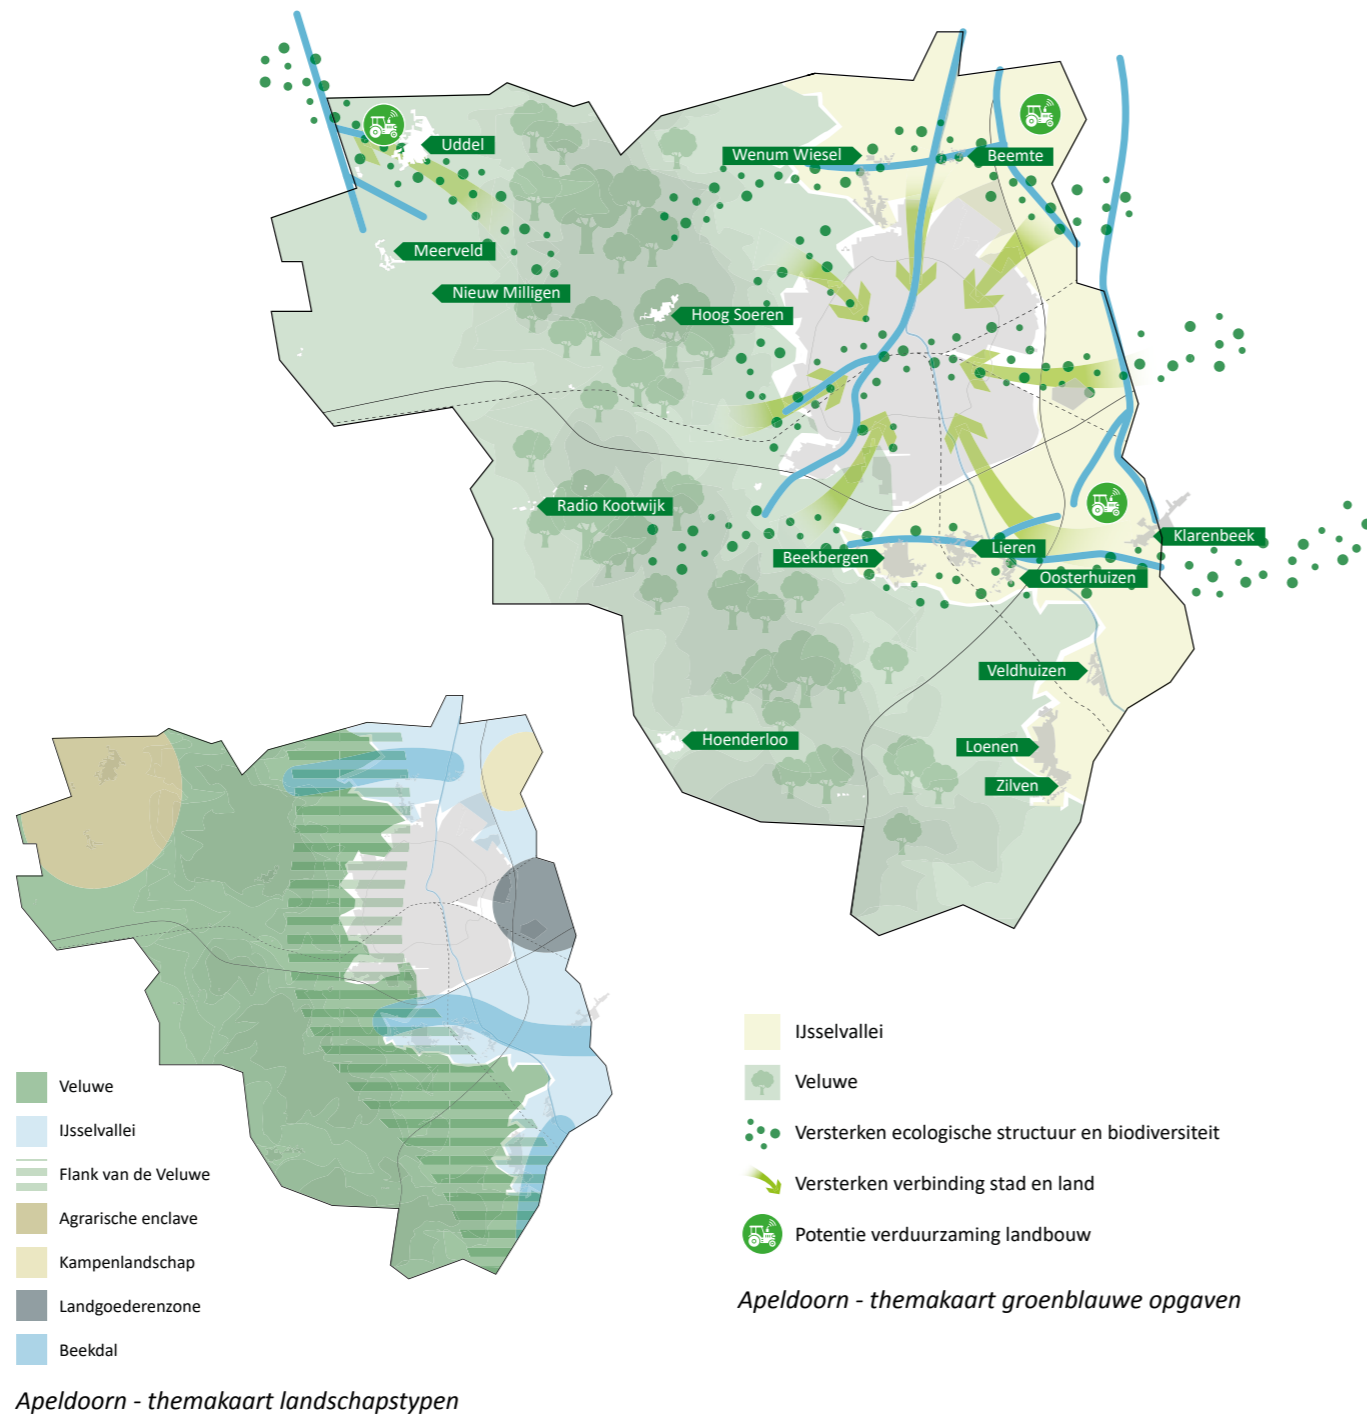 Uddel
Wenum Wiesel
Beemte
Meerveld
Nieuw Milligen
Hoog Soeren
Radio Kootwijk
Klarenbeek
Lieren
Beekbergen
Oosterhuizen
Veldhuizen
Hoenderloo
Loenen
Zilven
IJsselvallei
Veluwe
Versterken ecologische structuur en biodiversiteit
Versterken verbinding stad en land
Potentie verduurzaming landbouw
Apeldoorn - themakaart groenblauwe opgaven
Veluwe
IJsselvallei
Flank van de Veluwe
Agrarische enclave
Kampenlandschap
Landgoederenzone
Beekdal
Apeldoorn - themakaart landschapstypen